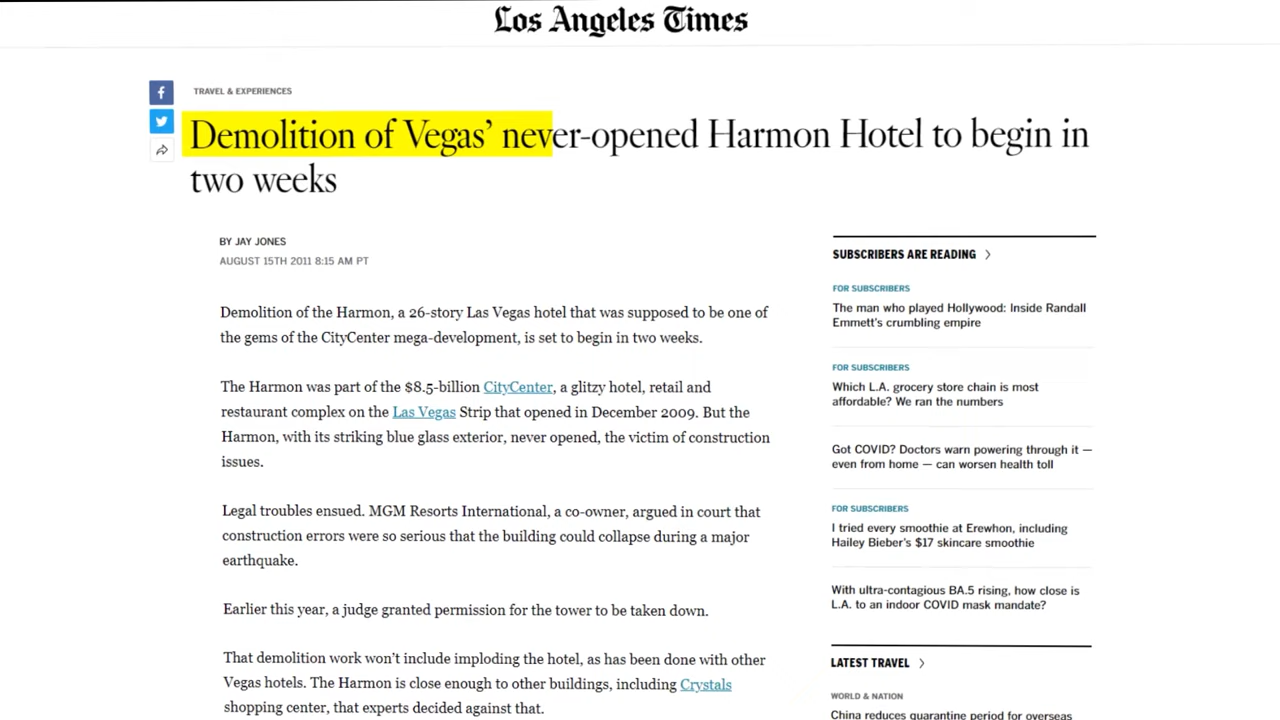 Los Angeles Times
TRAVEL & EXPERIENCES
Demolition of Vegas’ never-opened Harmon Hotel to begin in
two weeks
BY JAY JONES
AUGUST 15TH 2011 8:15 AM PT
Demolition of the Harmon, a 26-story Las Vegas hotel that was supposed to be one of
the gems of the CityCenter mega-development, is set to begin in two weeks.
The Harmon was part of the $8.5-billion CityCenter, a glitzy hotel, retail and
restaurant complex on the Las Vegas Strip that opened in December 2009. But the
Harmon, with its striking blue glass exterior, never opened, the victim of construction
issues.
Legal troubles ensued. MGM Resorts International, a co-owner, argued in court that
construction errors were so serious that the building could collapse during a major
earthquake.
Earlier this year, a judge granted permission for the tower to be taken down.
That demolition work won’t include imploding the hotel, as has been done with other
Vegas hotels. The Harmon is close enough to other buildings, including Crystals
shopping center, that experts decided against that.
SUBSCRIBERS ARE READING >
FOR SUBSCRIBERS
The man who played Hollywood: Inside Randall
Emmett’s crumbling empire
FOR SUBSCRIBERS
Which L.A. grocery store chain is most
affordable? We ran the numbers
Got COVID? Doctors warn powering through it —
even from home — can worsen health toll
FOR SUBSCRIBERS
I tried every smoothie at Erewhon, including
Hailey Bieber’s $17 skincare smoothie
With ultra-contagious BA.5 rising, how close is
L.A. to an indoor COVID mask mandate?
LATEST TRAVEL >
WORLD & NATION
China reduces quarantine period for overseas